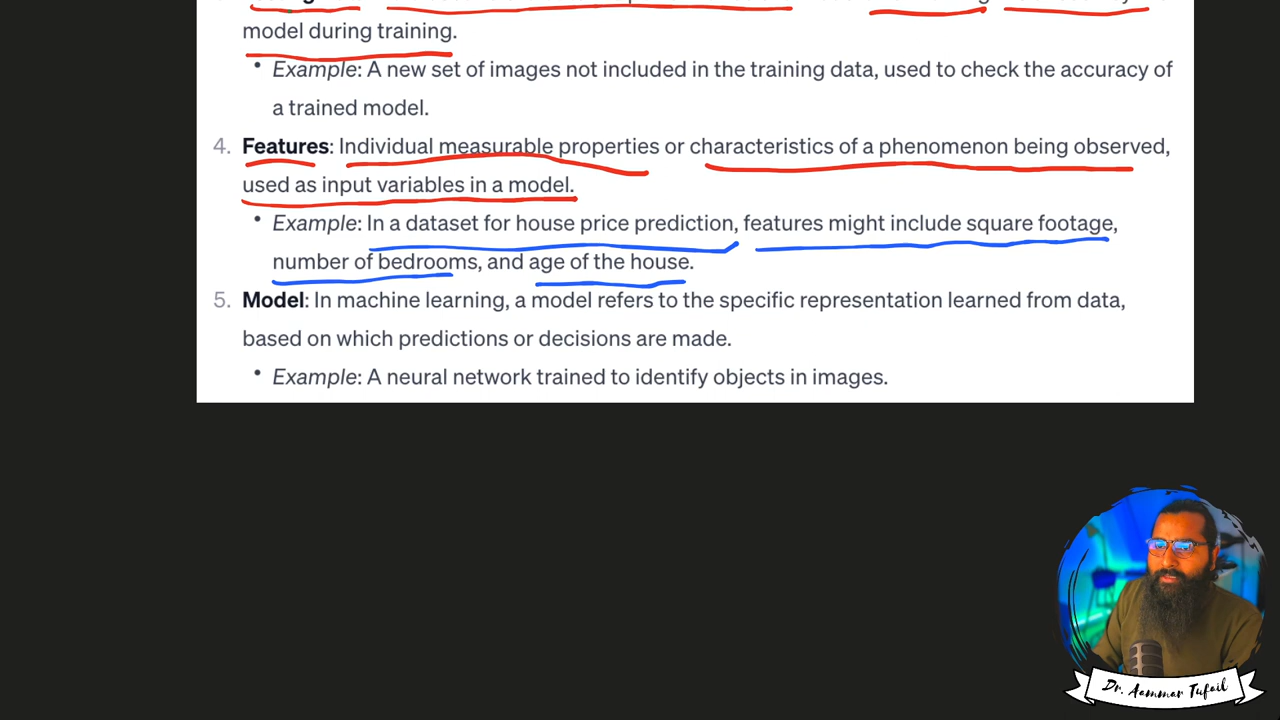 model during training.
• Example: A new set of images not included in the training data, used to check the accuracy of
a trained model.
4. Features: Individual measurable properties or characteristics of a phenomenon being observed,
used as input variables in a model.
• Example: In a dataset for house price prediction, features might include square footage,
number of bedrooms, and age of the house.
5. Model: In machine learning, a model refers to the specific representation learned from data,
based on which predictions or decisions are made.
• Example: A neural network trained to identify objects in images.
Dr. Aammar Tufail